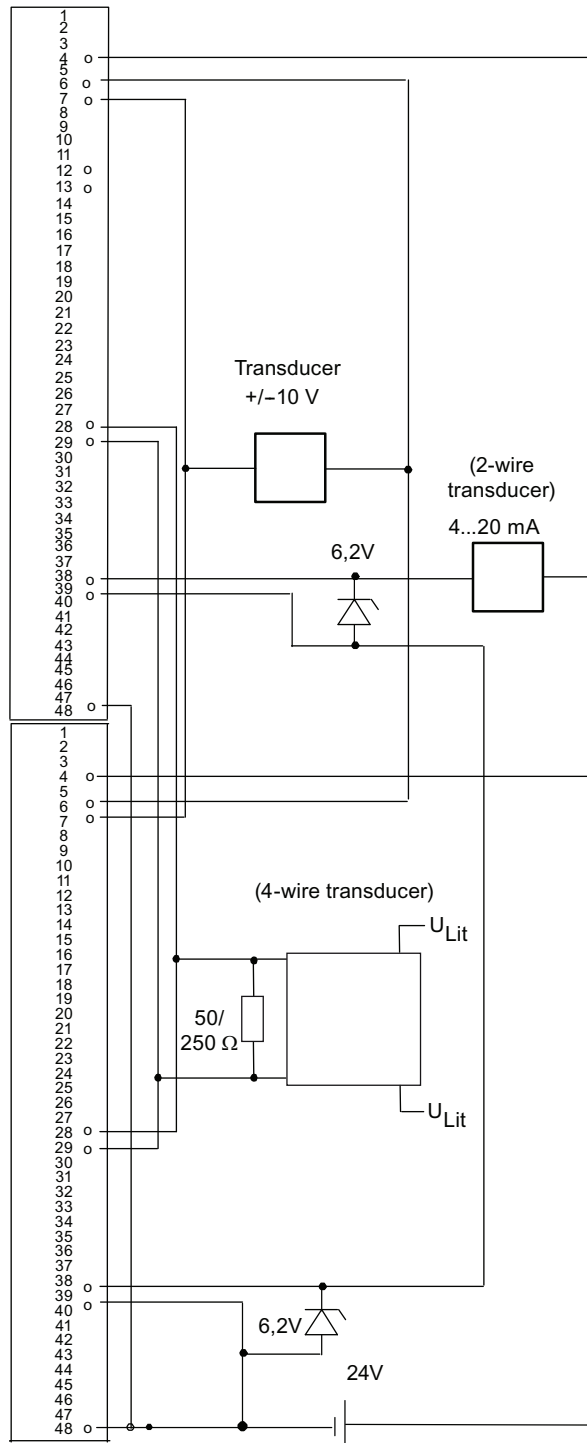 1
2
3
4 o
5
6 o
7 o
8
9
10
11
12 o
13 o
14
15
16
17
18
19
20
21
22
23
24
25
26
27
28 o
29 o
30
31
32
33
34
35
36
37
38 o
39
40 o
41
42
43
44
45
46
47
48 o
Transducer
+/−10 V
(2-wire
transducer)
4...20 mA
6,2V
1
2
3
4 o
5
6 o
7 o
8
9
10
11
12
13
14
15
16
17
18
19
20
21
22
23
24
25
26
27
28 o
29 o
30
31
32
33
34
35
36
37
38 o
39
40 o
41
42
43
44
45
46
47
48 o
(4-wire transducer)
ULit
50/
250 Ω
ULit
6,2V
24V